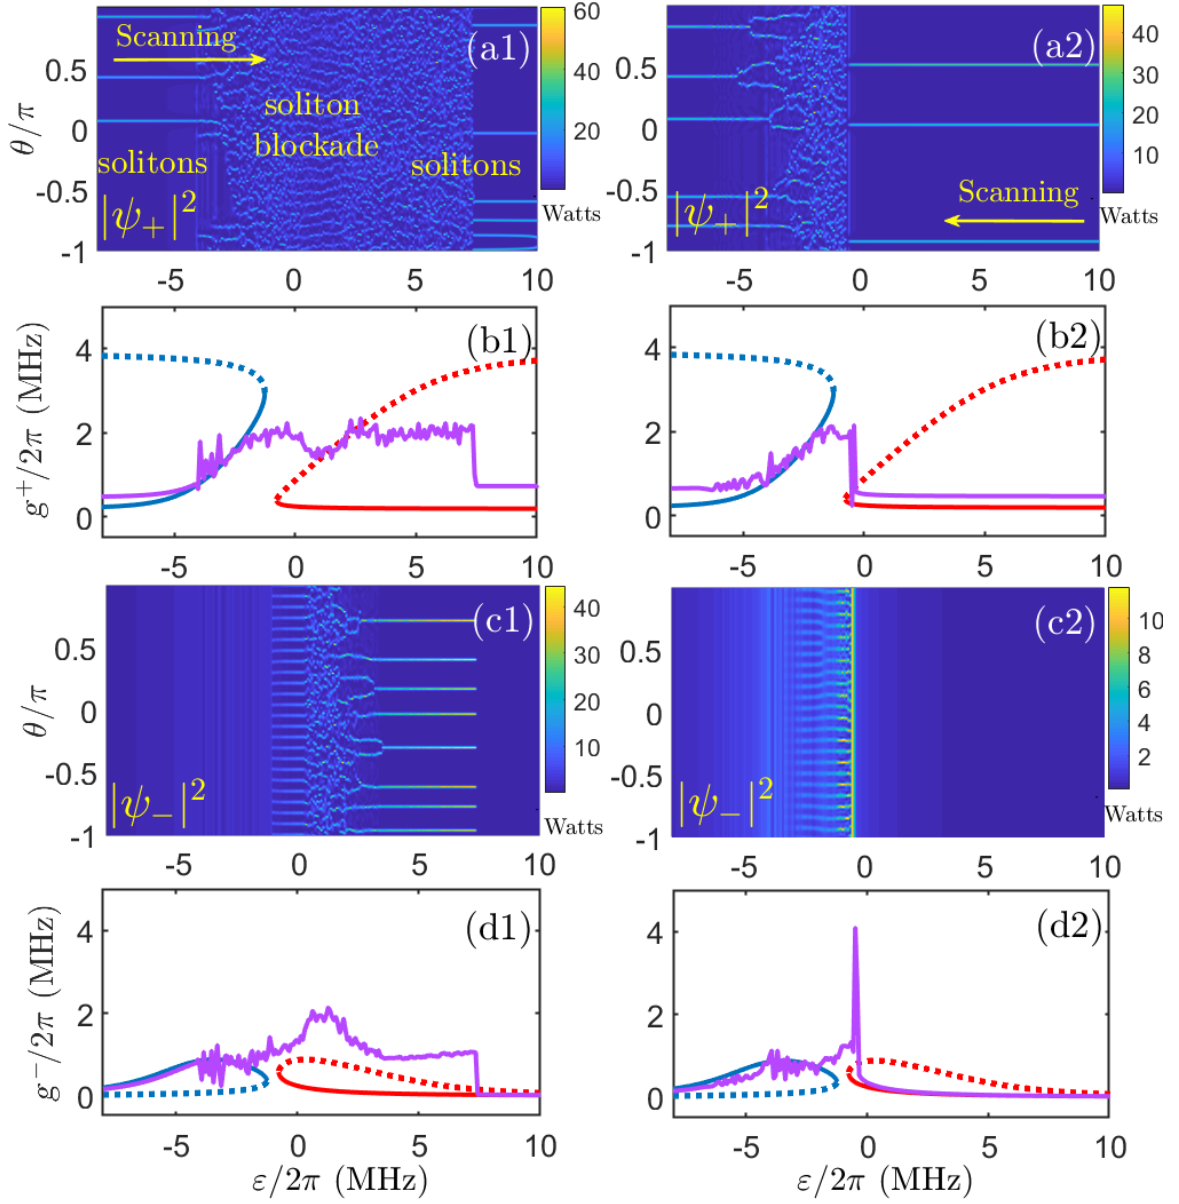 Scanning
(a1)
60
40
20
Watts
0.5
0
-0.5
-1
θ/π
soliton
blockade
solitons
solitons
|ψ₊|²
-5 0 5 10
(a2)
40
30
20
10
Watts
0.5
0
-0.5
-1
Scanning
|ψ₊|²
-5 0 5 10
(b1)
4
2
0
g⁺/2π (MHz)
-5 0 5 10
(b2)
4
2
0
-5 0 5 10
(c1)
40
30
20
10
Watts
0.5
0
-0.5
-1
θ/π
|ψ₋|²
-5 0 5 10
(c2)
10
8
6
4
2
Watts
0.5
0
-0.5
-1
|ψ₋|²
-5 0 5 10
(d1)
4
2
0
g⁻/2π (MHz)
-5 0 5 10
ε/2π (MHz)
(d2)
4
2
0
-5 0 5 10
ε/2π (MHz)